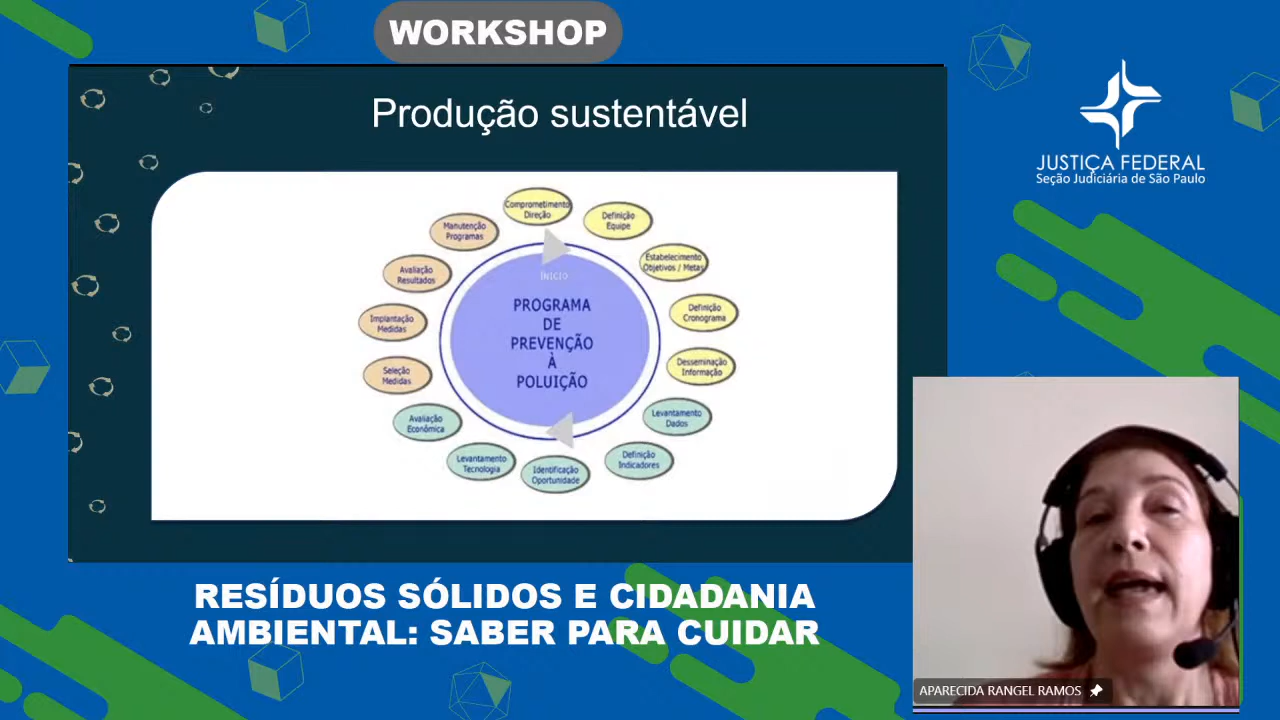 WORKSHOP
Produção sustentável
JUSTIÇA FEDERAL
Seção Judiciária de São Paulo
Comprometimento
Direção
Definição
Equipe
Estabelecimento
Objetivos / Metas
Definição
Cronograma
Desseminação
Informação
Levantamento
Dados
Definição
Indicadores
Identificação
Oportunidade
Levantamento
Tecnologia
Avaliação
Econômica
Seleção
Medidas
Implantação
Medidas
Avaliação
Resultados
Manutenção
Programas
ÍNICIO
PROGRAMA
DE
PREVENÇÃO
À
POLUIÇÃO
RESÍDUOS SÓLIDOS E CIDADANIA
AMBIENTAL: SABER PARA CUIDAR
APARECIDA RANGEL RAMOS